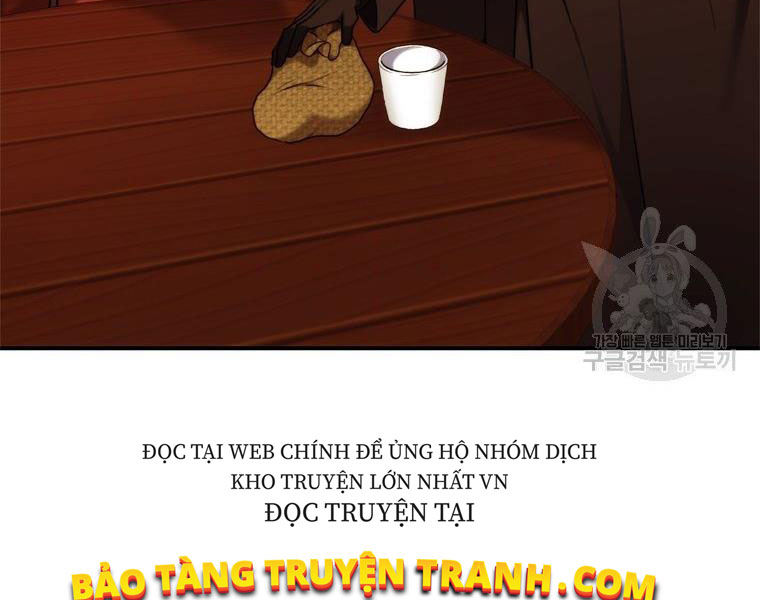 가장 빠른 웹툰 미리보기
구글검색 뉴토끼
ĐỌC TẠI WEB CHÍNH ĐỂ ỦNG HỘ NHÓM DỊCH
KHO TRUYỆN LỚN NHẤT VN
ĐỌC TRUYỆN TẠI
BẢO TÀNG TRUYỆN TRANH.COM